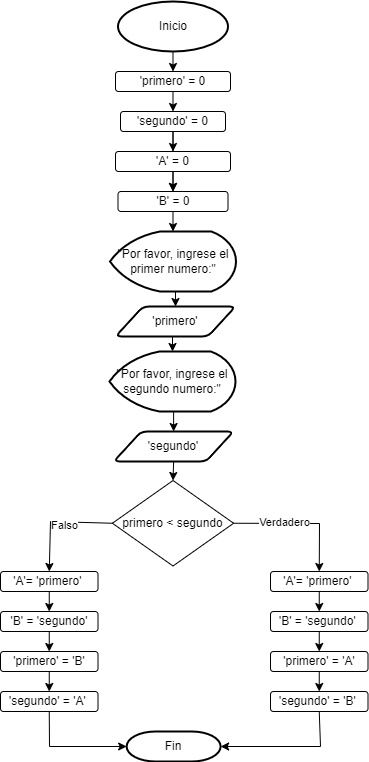 Inicio
'primero' = 0
'segundo' = 0
'A' = 0
'B' = 0
"Por favor, ingrese el
primer numero:"
'primero'
"Por favor, ingrese el
segundo numero:"
'segundo'
primero < segundo
Falso
Verdadero
'A'= 'primero'
'B' = 'segundo'
'primero' = 'B'
'segundo' = 'A'
'A'= 'primero'
'B' = 'segundo'
'primero' = 'A'
'segundo' = 'B'
Fin